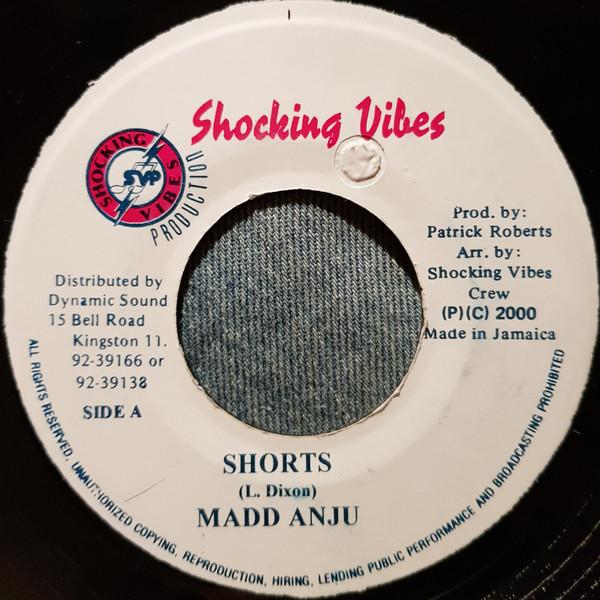 Shocking Vibes
SHOCKING VIBES
SVP
PRODUCTION
Prod. by:
Patrick Roberts
Arr. by:
Shocking Vibes
Crew
(P)(C) 2000
Made in Jamaica
Distributed by
Dynamic Sound
15 Bell Road
Kingston 11.
92-39166 or
92-39138
SIDE A
SHORTS
(L. Dixon)
MADD ANJU
ALL RIGHTS RESERVED, UNAUTHORIZED COPYING, REPRODUCTION, HIRING, LENDING PUBLIC PERFORMANCE AND BROADCASTING PROHIBITED